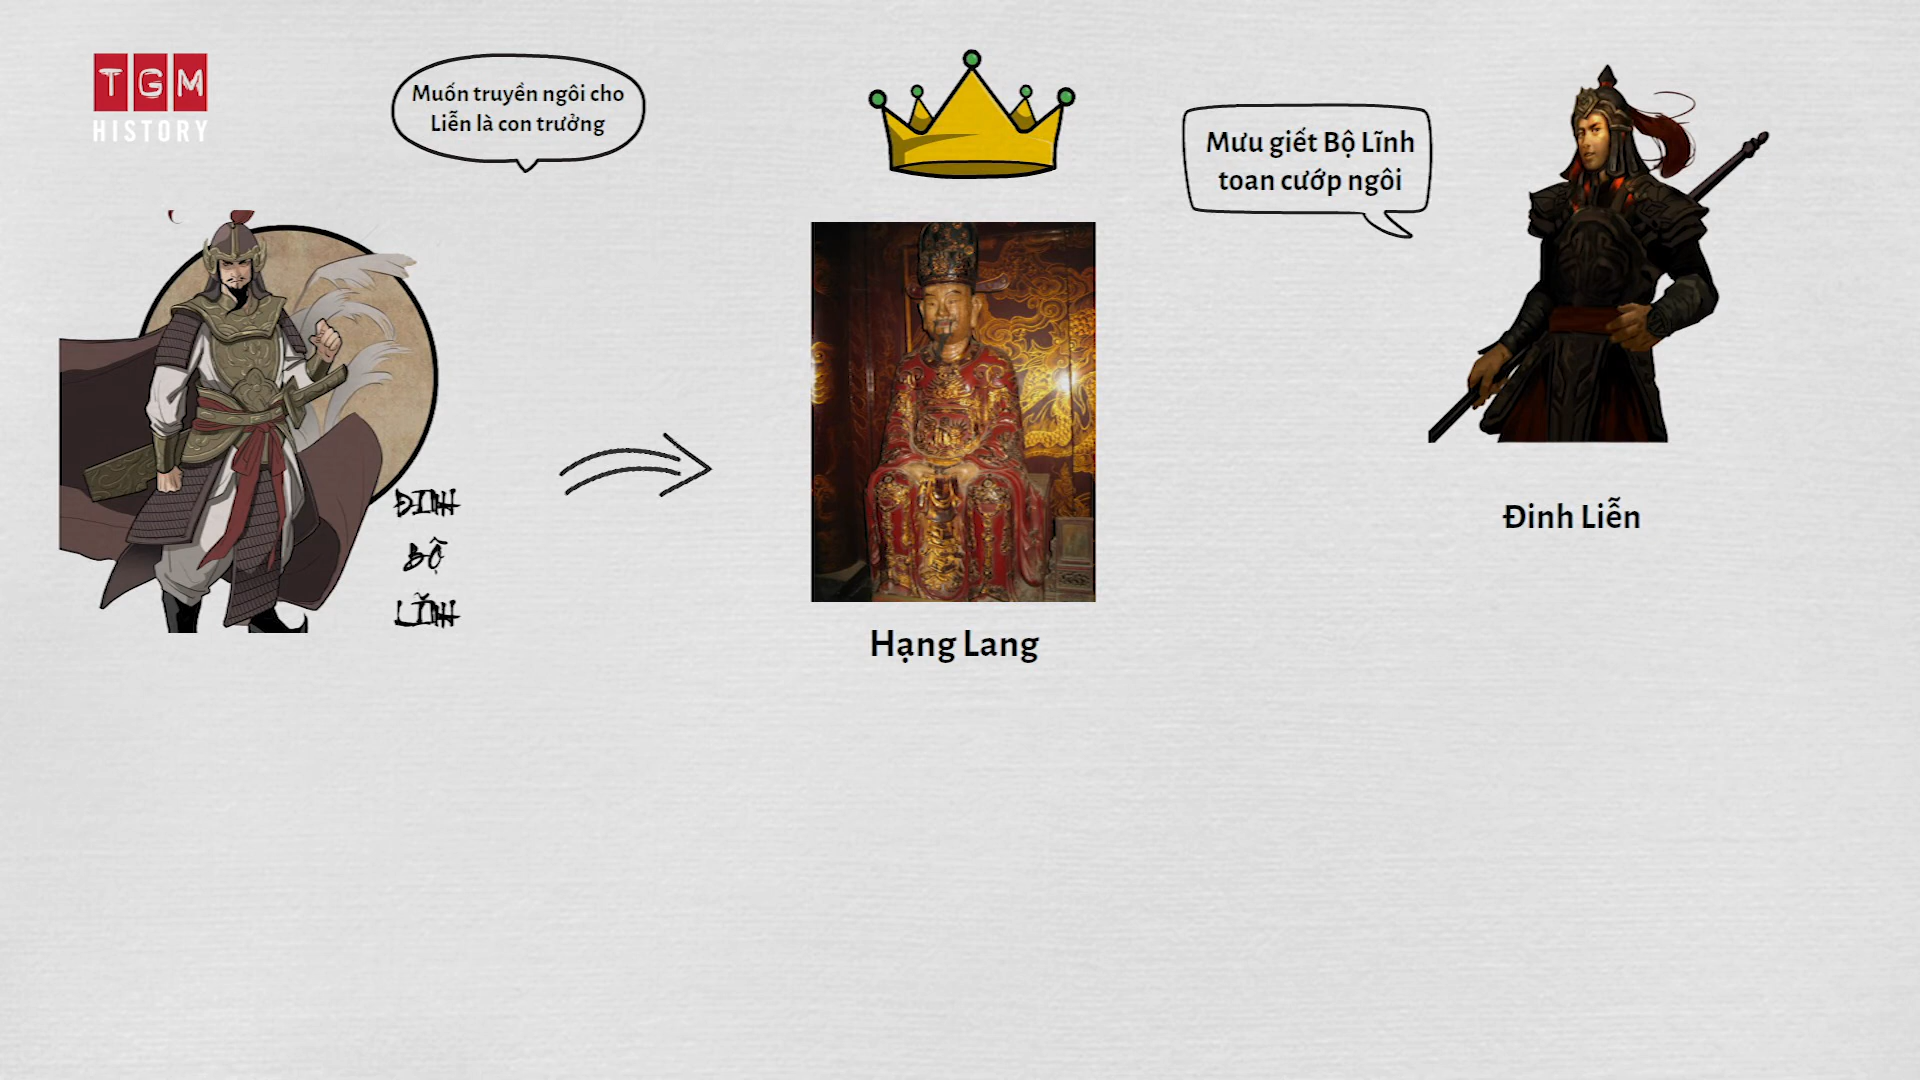 TGM
HISTORY
Muốn truyền ngôi cho
Liễn là con trưởng
Mưu giết Bộ Lĩnh
toan cướp ngôi
ĐINH
BỘ
LĨNH
Đinh Liễn
Hạng Lang